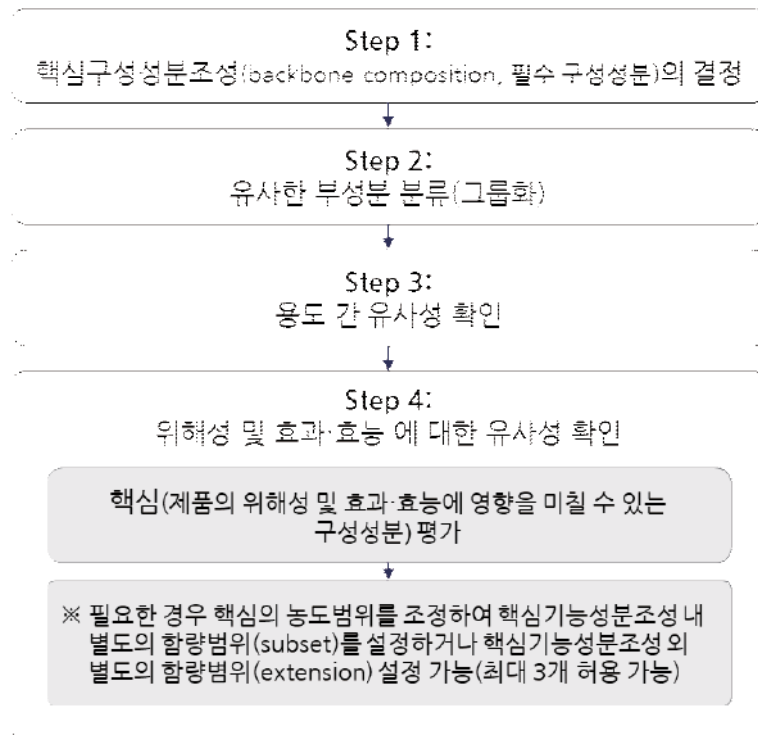 Step 1:
핵심구성성분조성(backbone composition, 필수 구성성분)의 결정
Step 2:
유사한 부성분 분류(그룹화)
Step 3:
용도 간 유사성 확인
Step 4:
위해성 및 효과·효능 에 대한 유사성 확인
핵심(제품의 위해성 및 효과·효능에 영향을 미칠 수 있는
구성성분) 평가
※ 필요한 경우 핵심의 농도범위를 조정하여 핵심기능성분조성 내
별도의 함량범위(subset)를 설정하거나 핵심기능성분조성 외
별도의 함량범위(extension) 설정 가능(최대 3개 허용 가능)